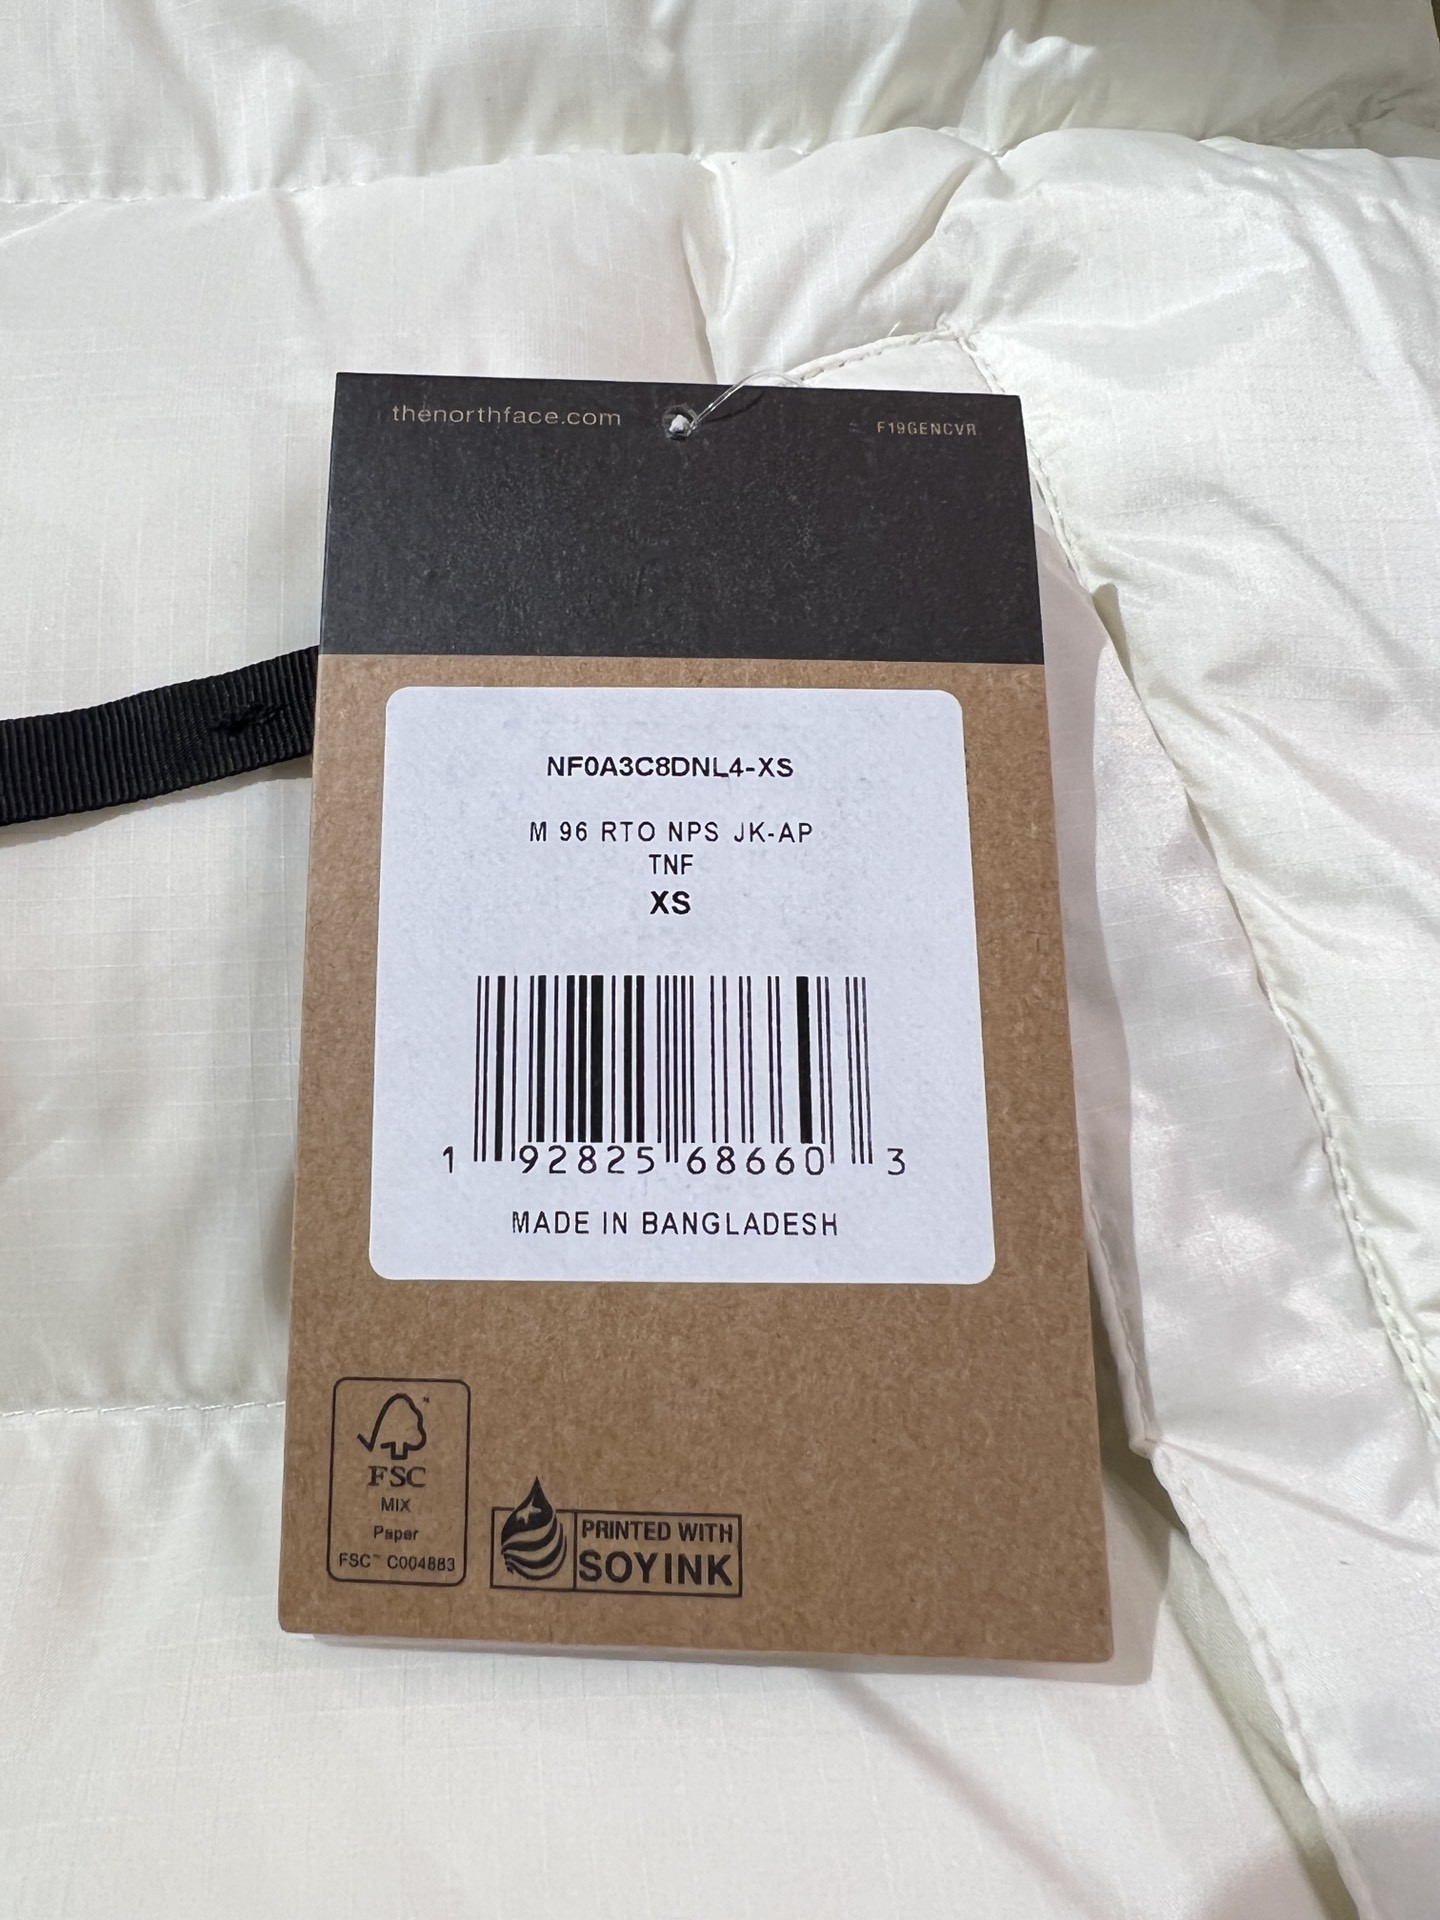 thenorthface.com
F19GENCVR
NF0A3C8DNL4-XS
M 96 RTO NPS JK-AP
TNF
XS
1 92825 68660 3
MADE IN BANGLADESH
FSC
MIX
Paper
FSC™ C004883
PRINTED WITH
SOYINK